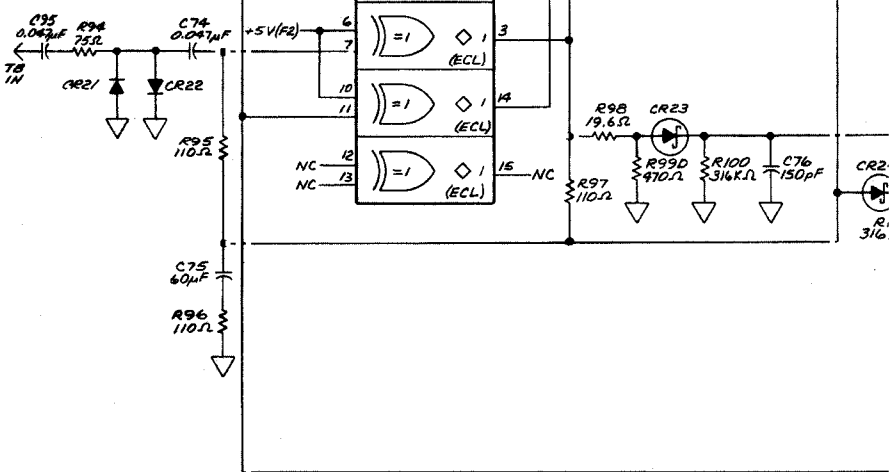 C95
0.047µF
R94
75Ω
C74
0.047µF
+5V(F2)
6
7
=1
1
3
(ECL)
TB
IN
CR21
CR22
10
11
=1
1
14
(ECL)
R98
19.6Ω
CR23
R95
110Ω
NC
12
NC
13
=1
1
15
NC
(ECL)
R97
110Ω
R99D
470Ω
R100
316KΩ
C76
150pF
CR2
316
C75
60µF
R96
110Ω